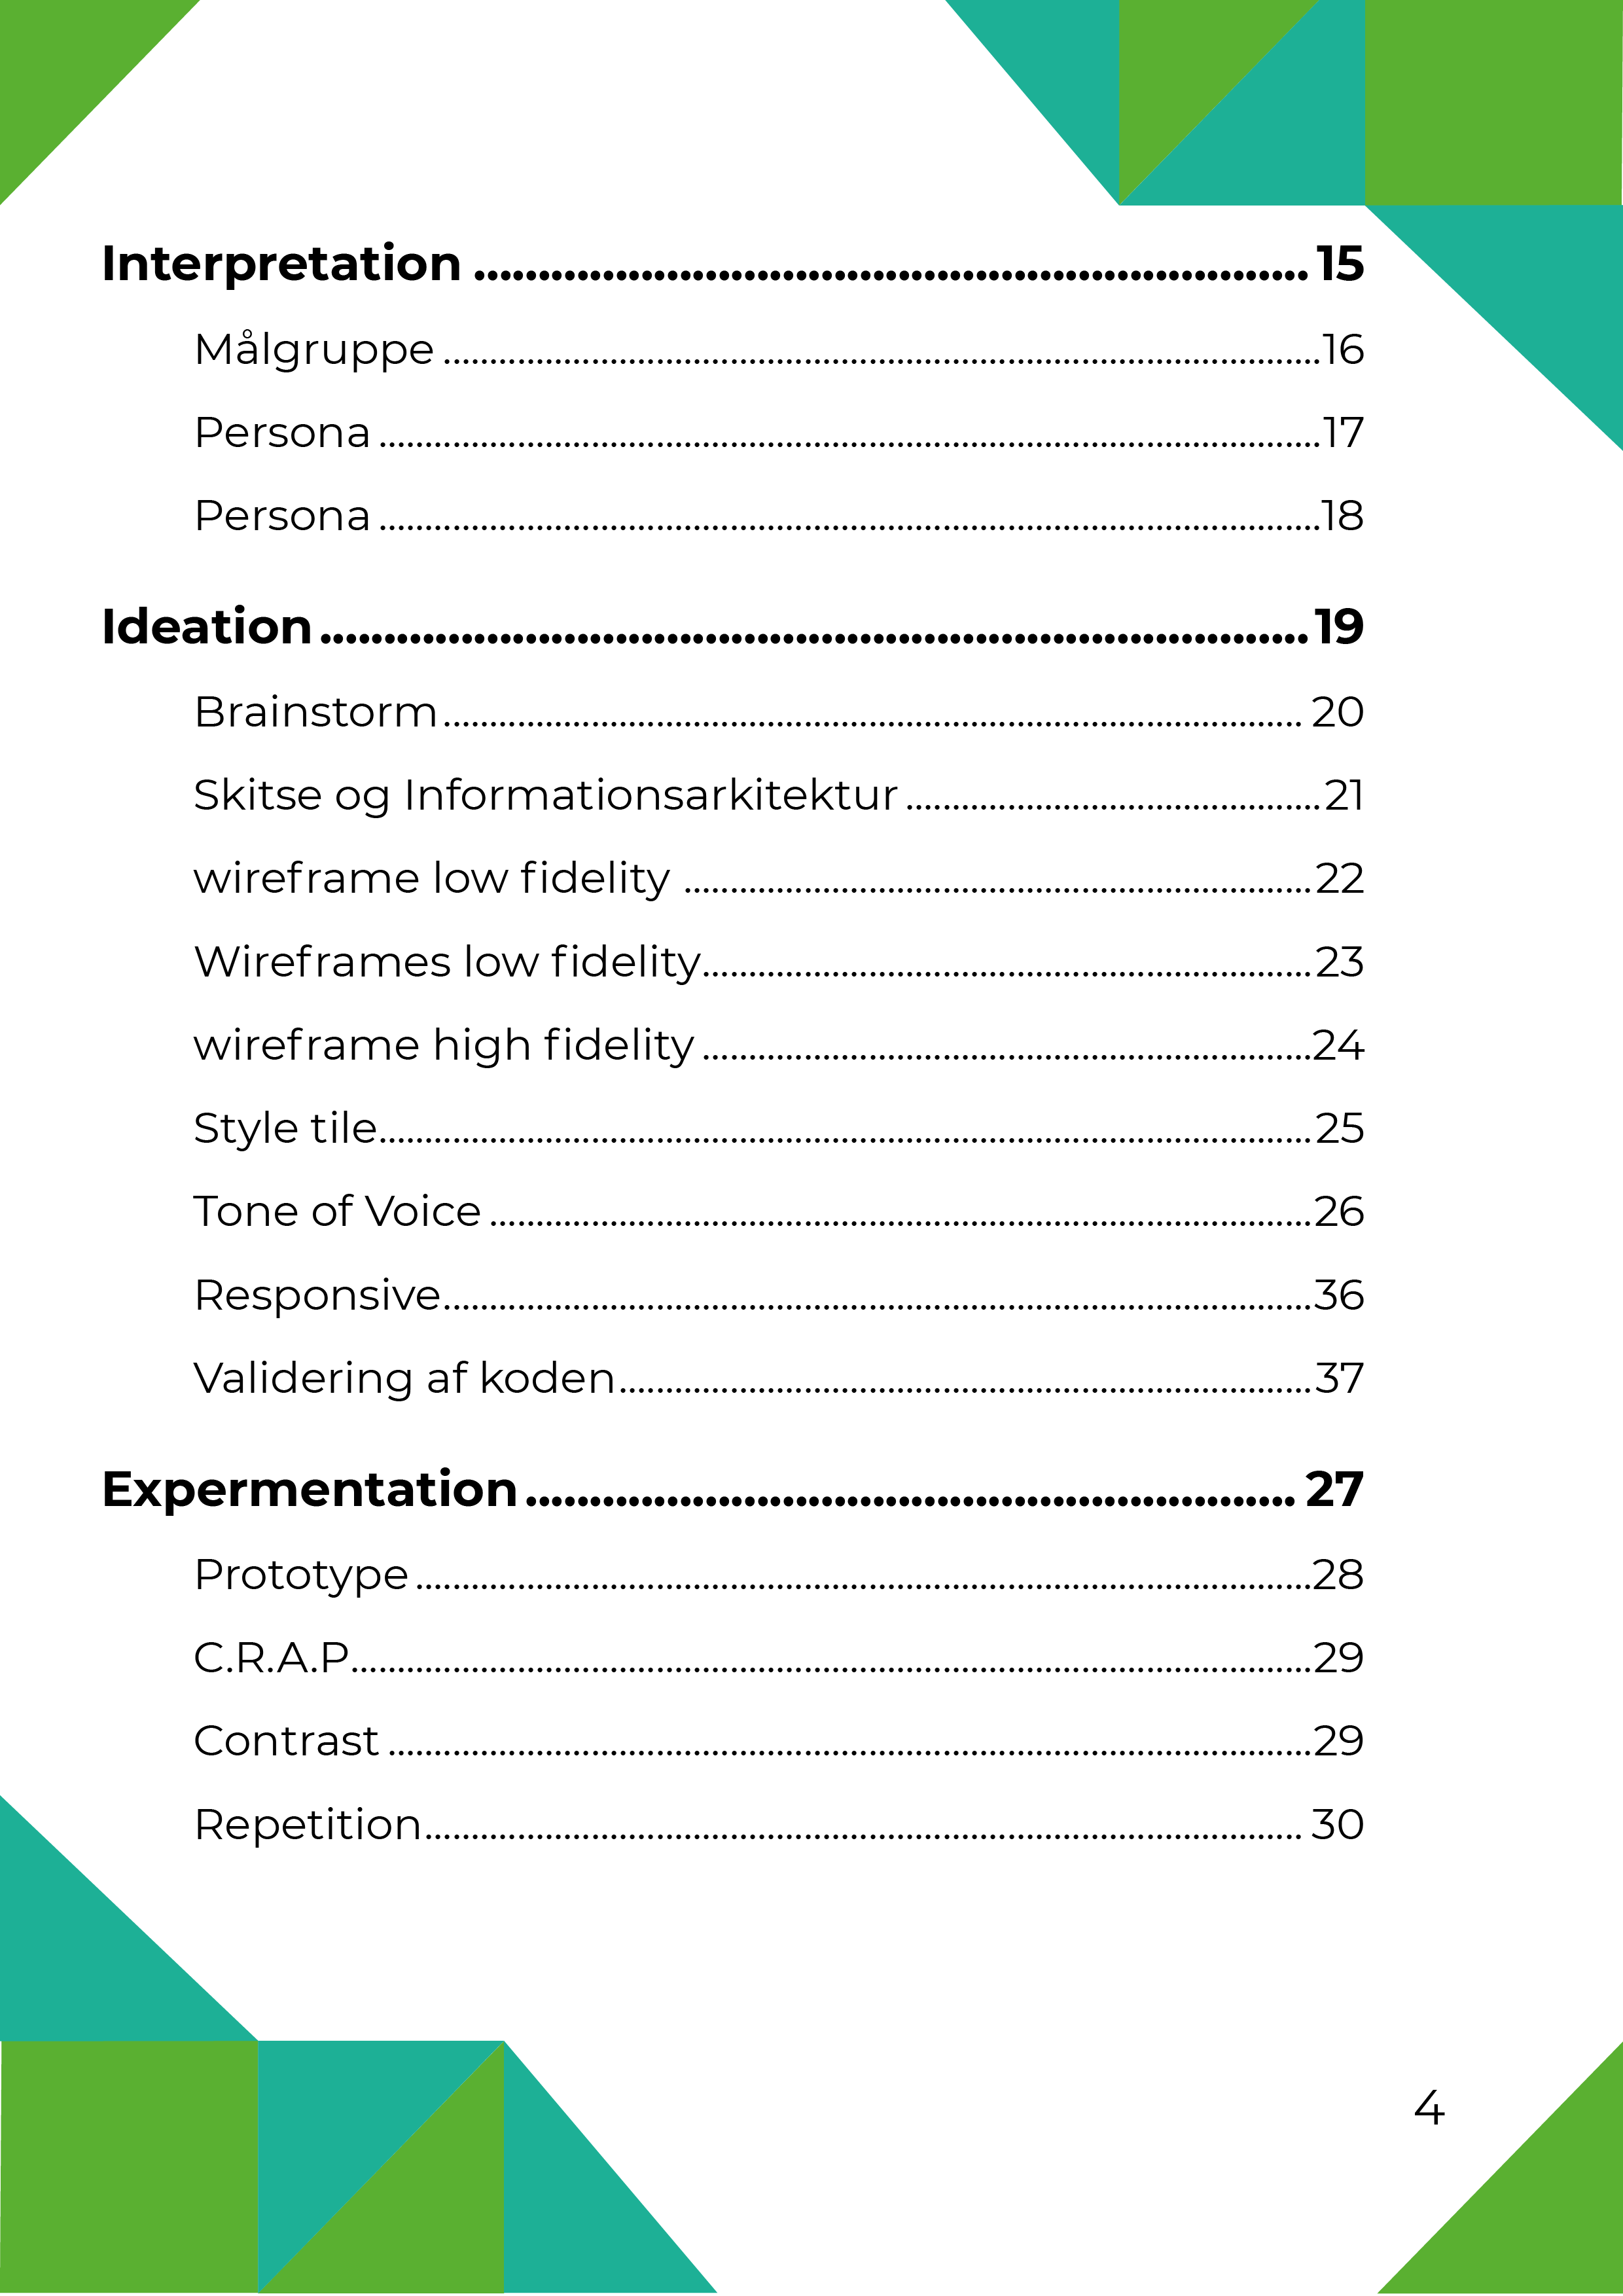 Interpretation ................................................................. 15
Målgruppe ................................................................................................16
Persona .......................................................................................................17
Persona .......................................................................................................18
Ideation............................................................................. 19
Brainstorm.............................................................................................. 20
Skitse og Informationsarkitektur .............................................21
wireframe low fidelity ....................................................................22
Wireframes low fidelity..................................................................23
wireframe high fidelity ..................................................................24
Style tile......................................................................................................25
Tone of Voice ..........................................................................................26
Responsive...............................................................................................36
Validering af koden...........................................................................37
Expermentation ............................................................ 27
Prototype ..................................................................................................28
C.R.A.P.........................................................................................................29
Contrast .....................................................................................................29
Repetition................................................................................................ 30
4